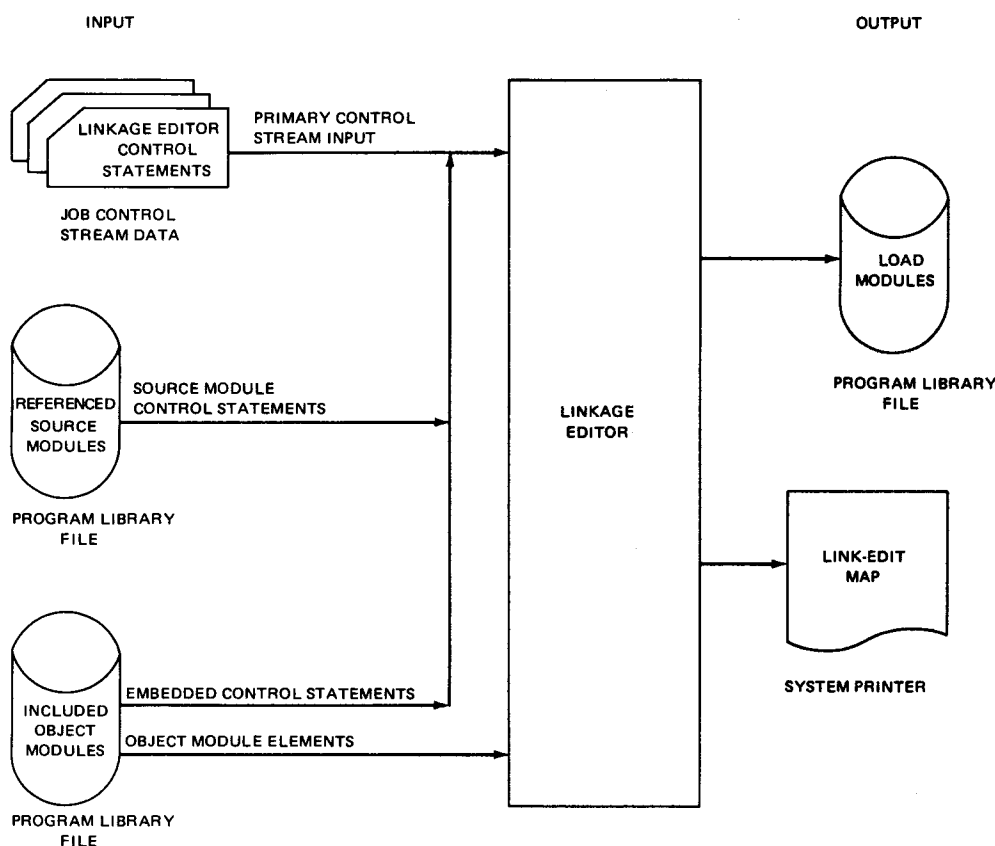 INPUT
OUTPUT
LINKAGE EDITOR
CONTROL
STATEMENTS
PRIMARY CONTROL
STREAM INPUT
JOB CONTROL
STREAM DATA
REFERENCED
SOURCE
MODULES
SOURCE MODULE
CONTROL STATEMENTS
PROGRAM LIBRARY
FILE
INCLUDED
OBJECT
MODULES
EMBEDDED CONTROL STATEMENTS
OBJECT MODULE ELEMENTS
PROGRAM LIBRARY
FILE
LINKAGE
EDITOR
LOAD
MODULES
PROGRAM LIBRARY
FILE
LINK-EDIT
MAP
SYSTEM PRINTER